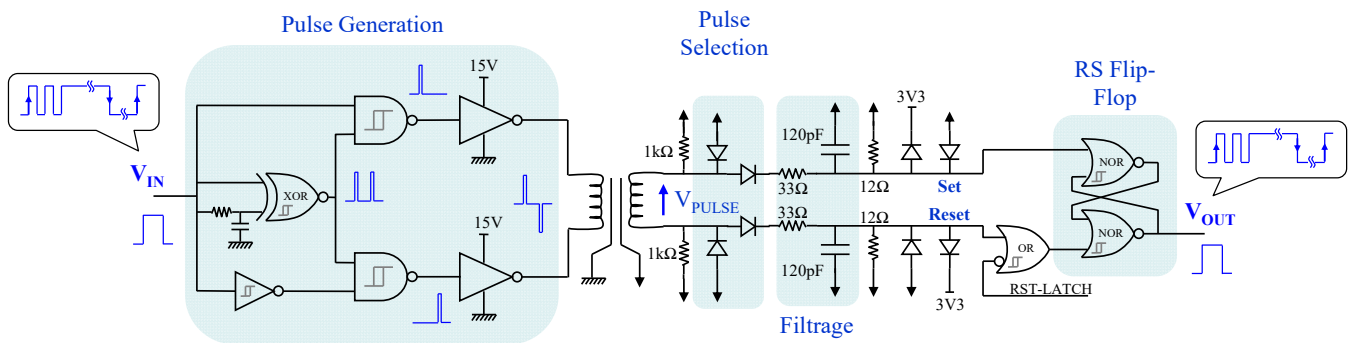 Pulse Generation
Pulse
Selection
RS Flip-
Flop
15V
3V3
120pF
1kΩ
V_IN
XOR
33Ω
12Ω
Set
NOR
V_PULSE
33Ω
12Ω
Reset
V_OUT
NOR
15V
1kΩ
120pF
OR
RST-LATCH
3V3
Filtrage